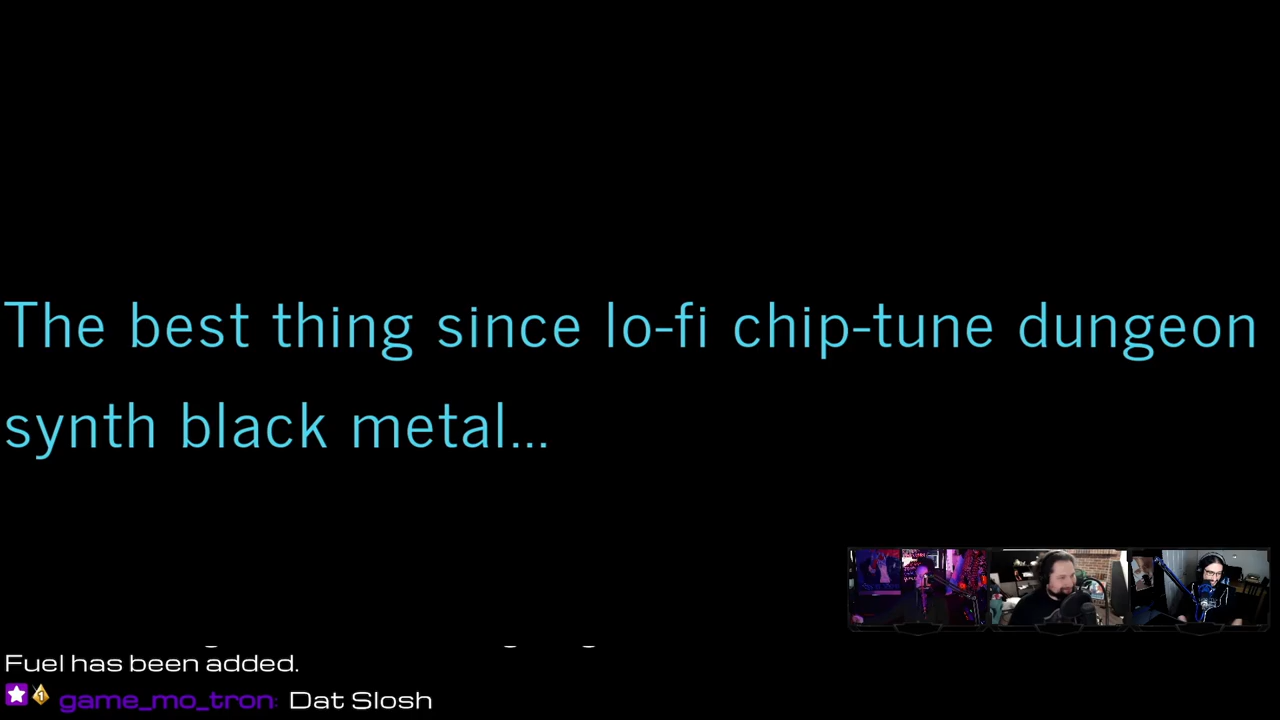 The best thing since lo-fi chip-tune dungeon
synth black metal...
Fuel has been added.
game_mo_tron: Dat Slosh